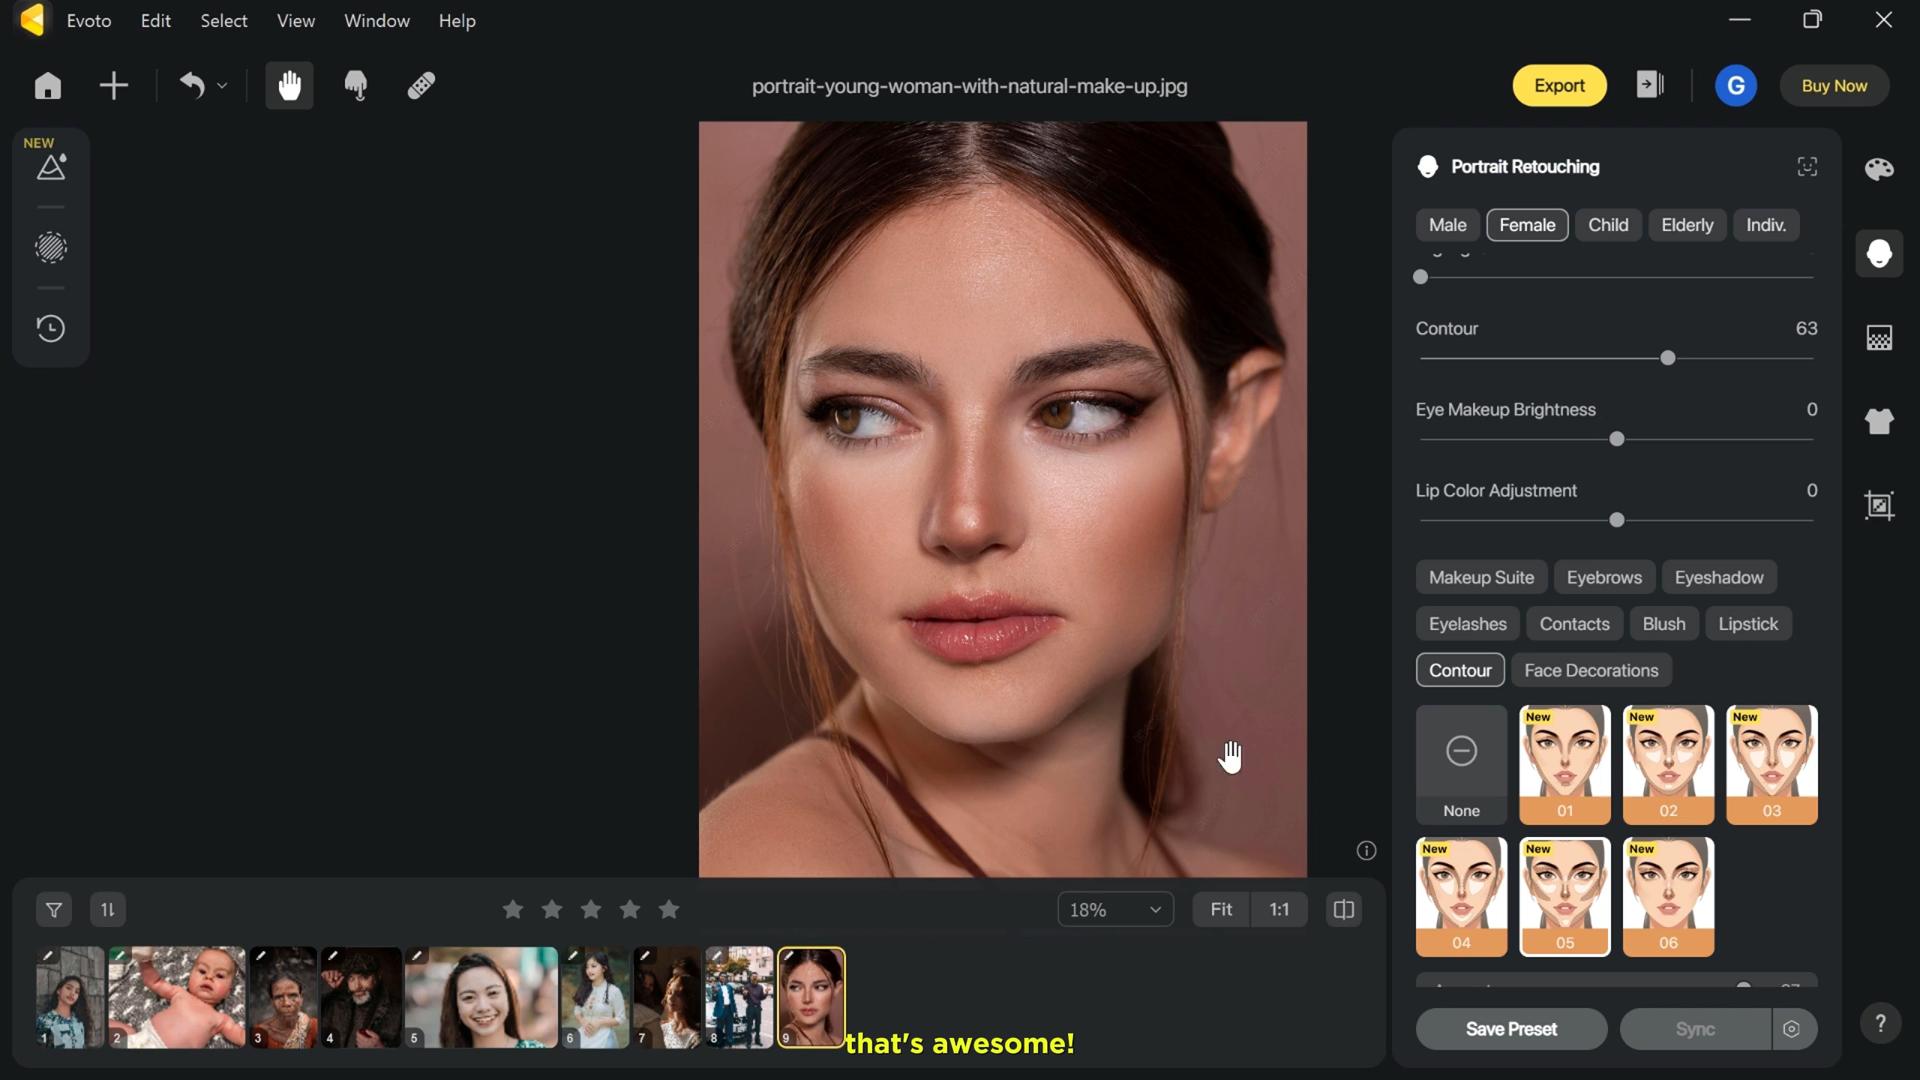 Evoto Edit Select View Window Help
portrait-young-woman-with-natural-make-up.jpg
Export
G
Buy Now
NEW
Portrait Retouching
Male Female Child Elderly Indiv.
Contour 63
Eye Makeup Brightness 0
Lip Color Adjustment 0
Makeup Suite Eyebrows Eyeshadow
Eyelashes Contacts Blush Lipstick
Contour Face Decorations
New New New
None 01 02 03
New New New
04 05 06
18% Fit 1:1
1 2 3 4 5 6 7 8 9
that's awesome!
Save Preset Sync
?